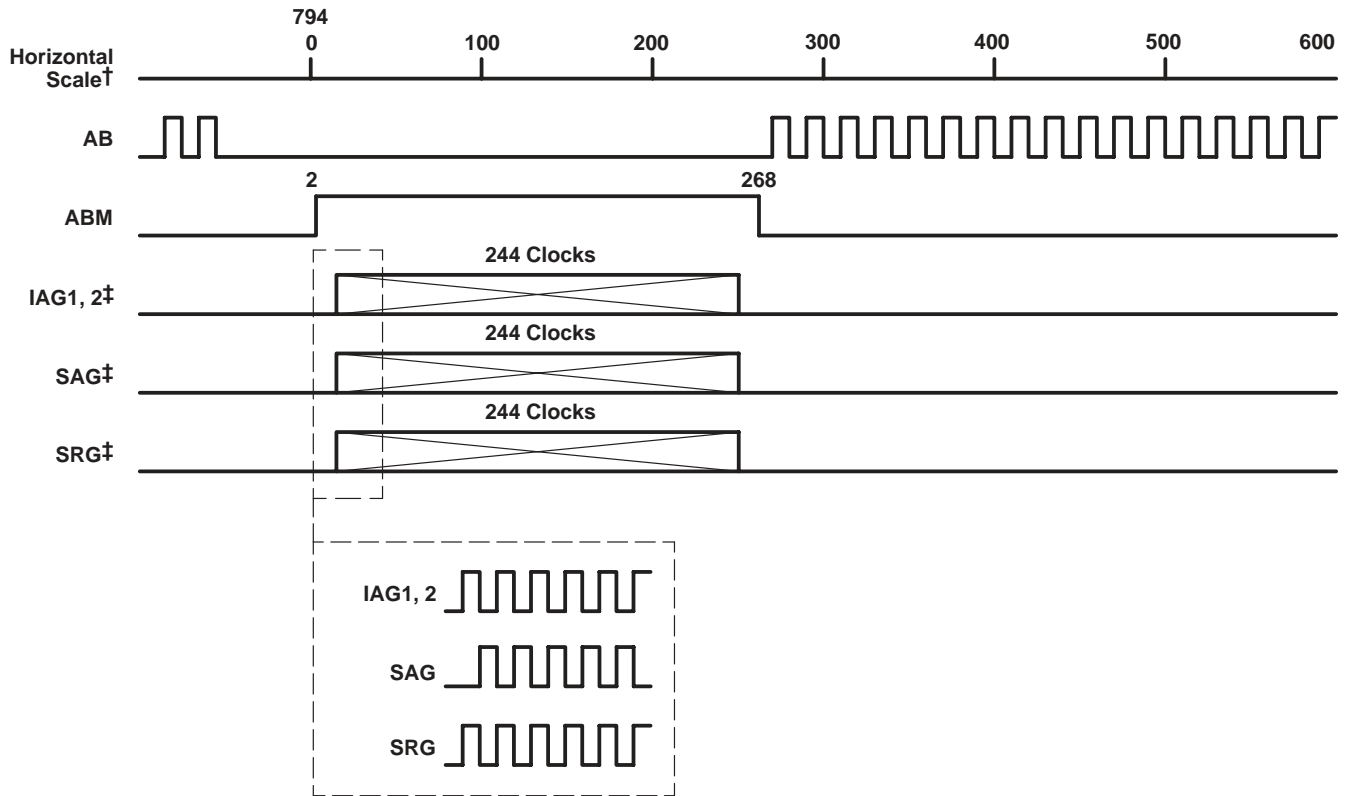 794
0 100 200 300 400 500 600
Horizontal
Scale†
AB
2 268
ABM
244 Clocks
IAG1, 2‡
244 Clocks
SAG‡
244 Clocks
SRG‡
IAG1, 2
SAG
SRG